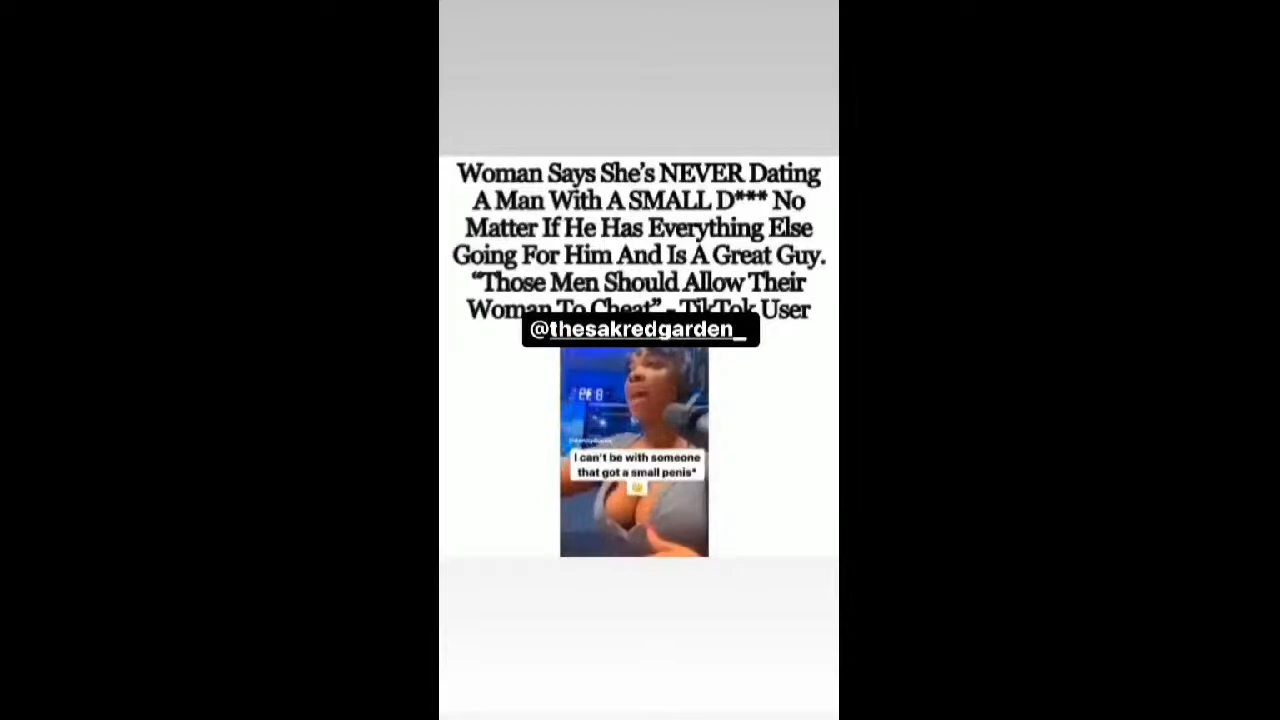 Woman Says She's NEVER Dating
A Man With A SMALL D*** No
Matter If He Has Everything Else
Going For Him And Is A Great Guy.
“Those Men Should Allow Their
Woman To Cheat” - TikTok User
@thesakredgarden_
I can't be with someone
that got a small penis*